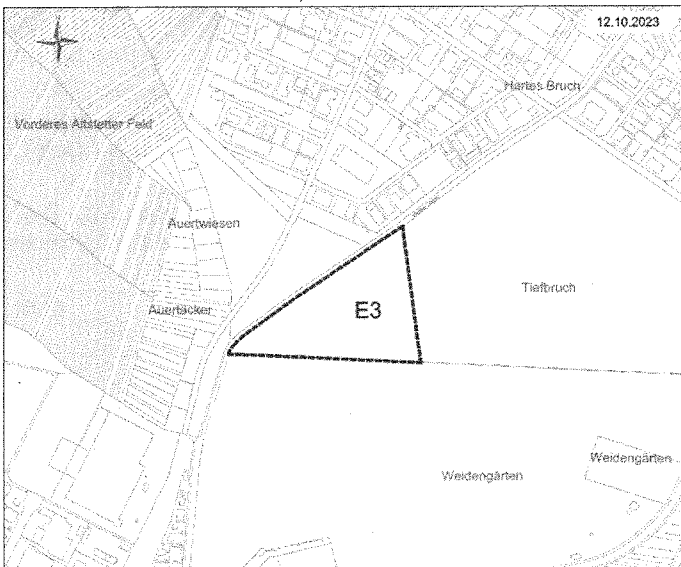 12.10.2023
Hartes Bruch
Vorderes Altstetter Feld
Auertwiesen
Tiefbruch
Auertäcker
E3
Weidengärten
Weidengärten